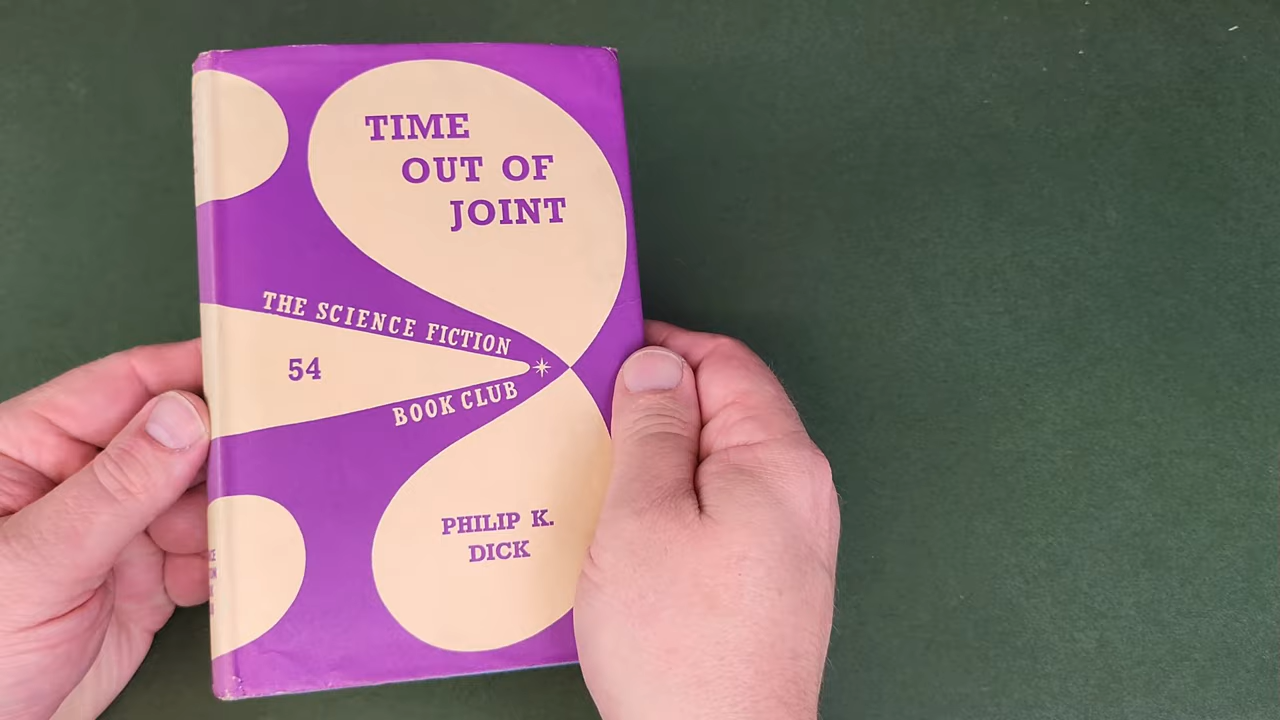 TIME
OUT OF
JOINT
THE SCIENCE FICTION
54
BOOK CLUB
PHILIP K.
DICK